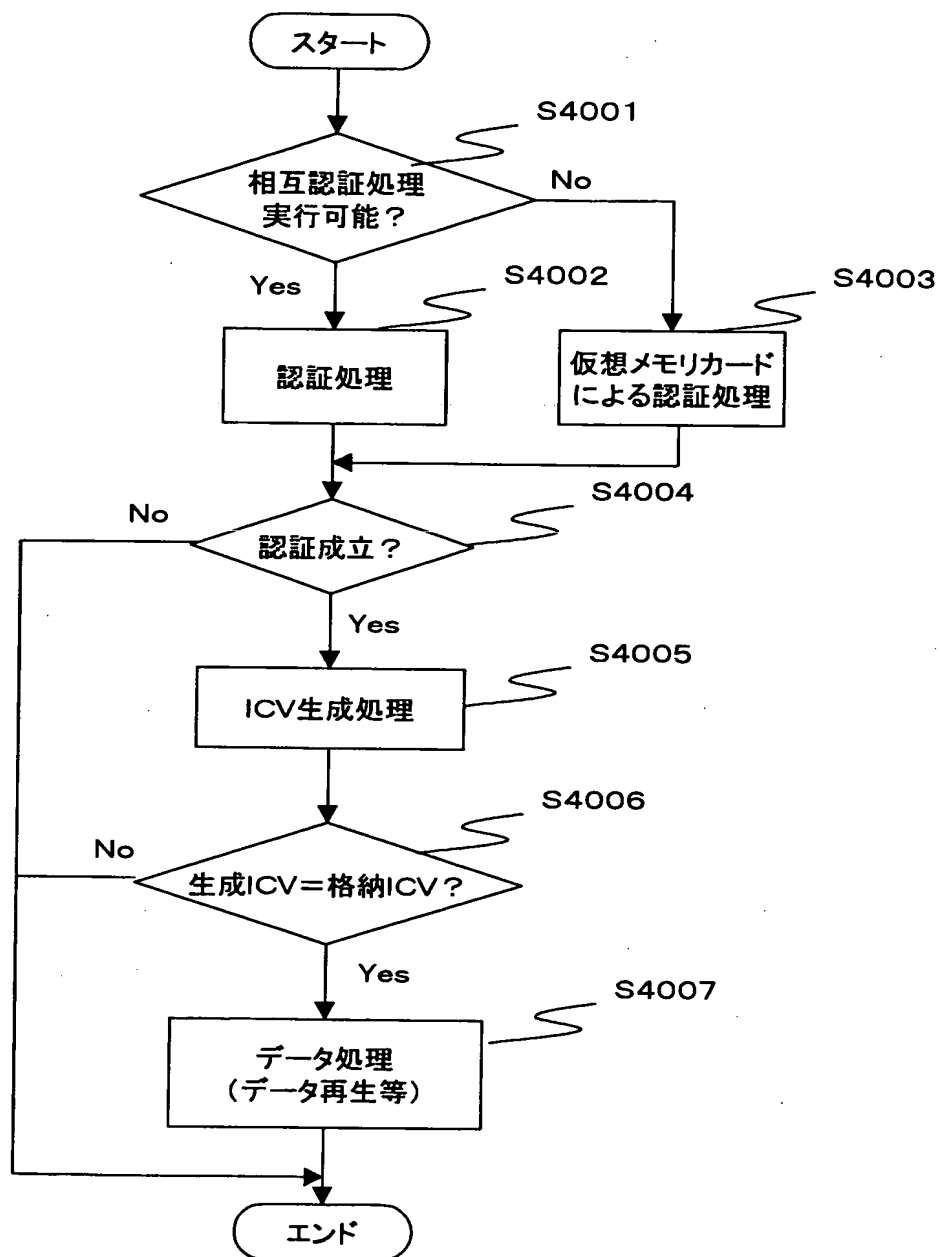 スタート
S4001
相互認証処理
実行可能?
No
Yes
S4002
S4003
認証処理
仮想メモリカード
による認証処理
S4004
No
認証成立?
Yes
S4005
ICV生成処理
S4006
No
生成ICV=格納ICV?
Yes
S4007
データ処理
(データ再生等)
エンド